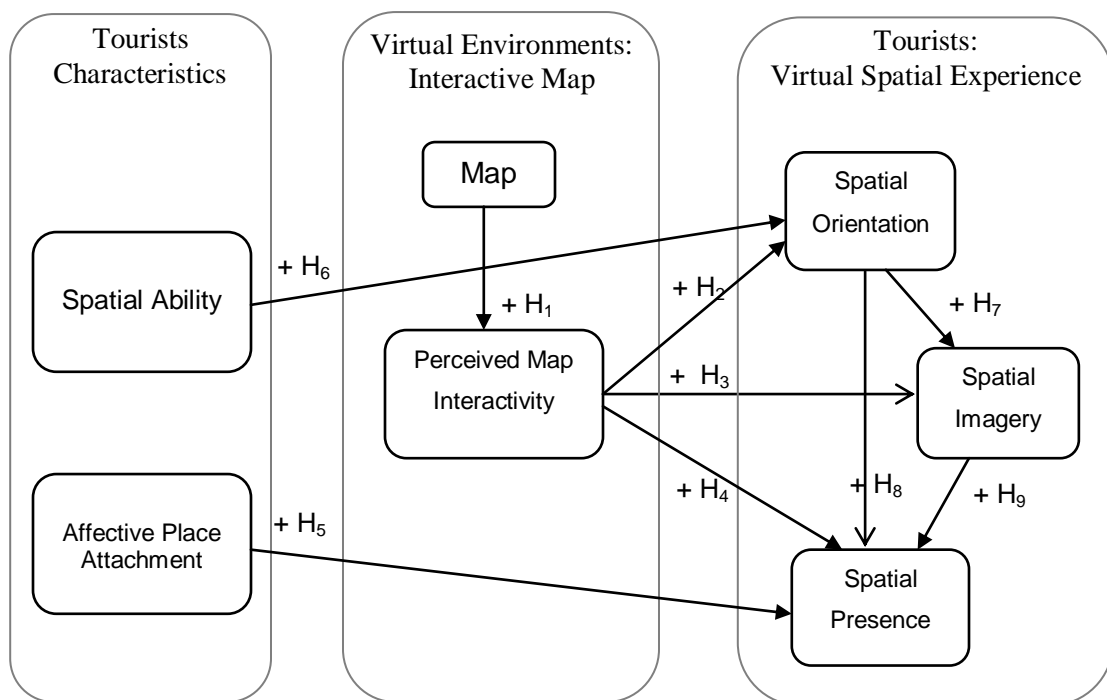 Tourists
Characteristics
Virtual Environments:
Interactive Map
Tourists:
Virtual Spatial Experience
Map
Spatial
Orientation
+ H₆
Spatial Ability
+ H₂
+ H₁
+ H₇
Perceived Map
Interactivity
+ H₃
Spatial
Imagery
+ H₄
+ H₈
+ H₉
+ H₅
Affective Place
Attachment
Spatial
Presence